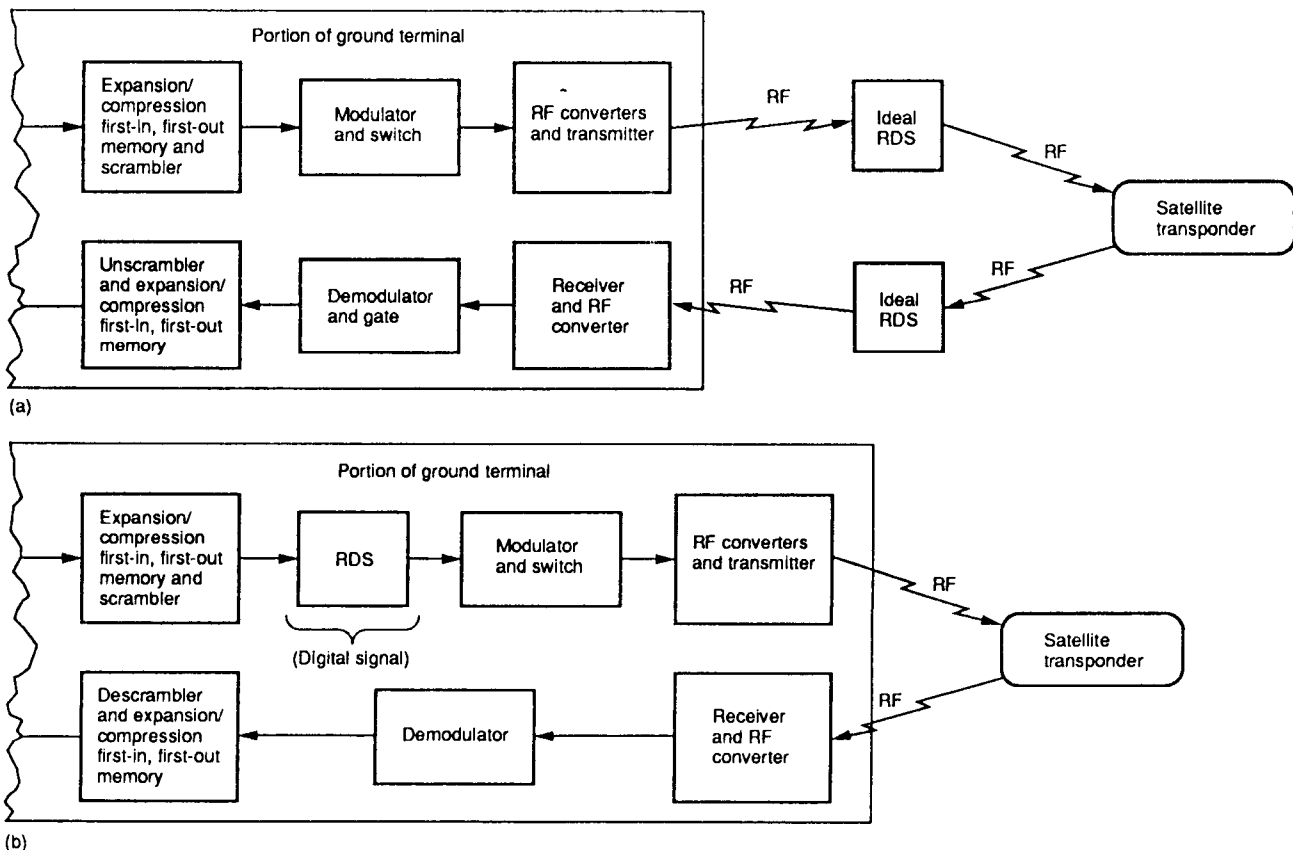 Portion of ground terminal
Expansion/
compression
first-in, first-out
memory and
scrambler
Modulator
and switch
RF converters
and transmitter
RF
Ideal
RDS
RF
Satellite
transponder
Unscrambler
and expansion/
compression
first-in, first-out
memory
Demodulator
and gate
Receiver
and RF
converter
RF
Ideal
RDS
RF
(a)
Portion of ground terminal
Expansion/
compression
first-in, first-out
memory and
scrambler
RDS
(Digital signal)
Modulator
and switch
RF converters
and transmitter
RF
Satellite
transponder
Descrambler
and expansion/
compression
first-in, first-out
memory
Demodulator
Receiver
and RF
converter
RF
(b)